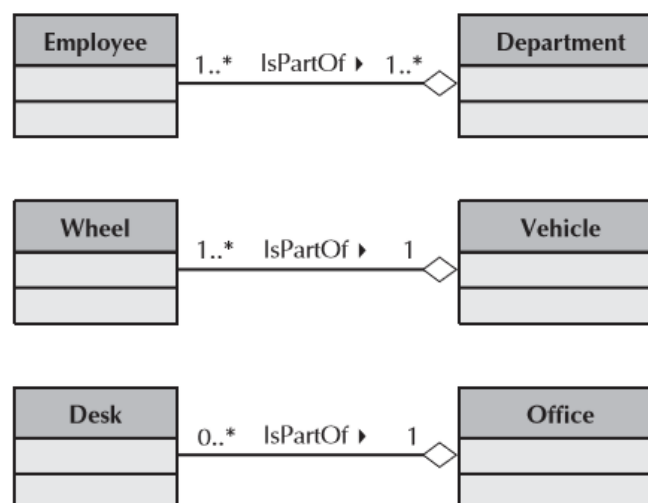 Employee Department
1..* IsPartOf ▸ 1..*
Wheel Vehicle
1..* IsPartOf ▸ 1
Desk Office
0..* IsPartOf ▸ 1